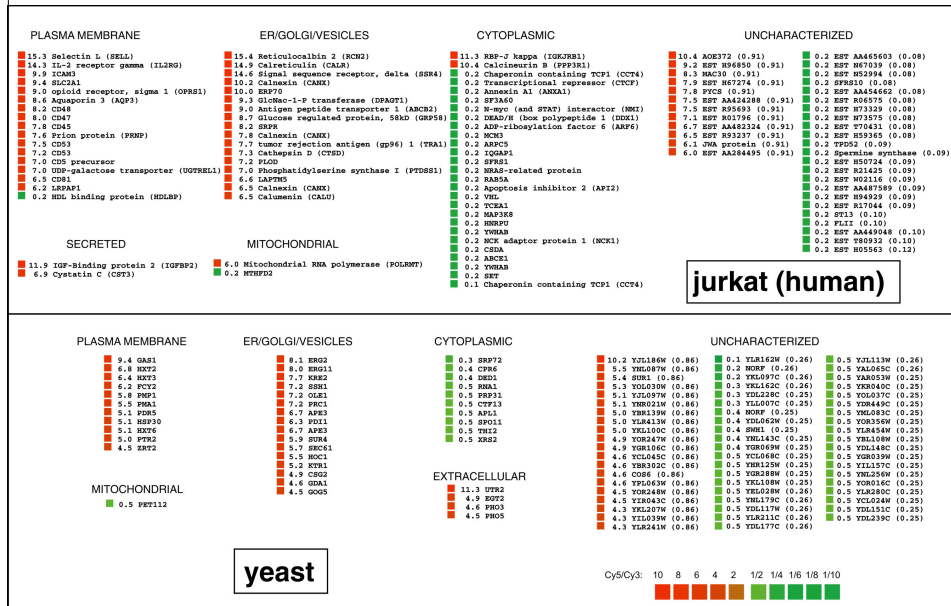 PLASMA MEMBRANE
15.3 Selectin L (SELL)
14.3 IL-2 receptor gamma (IL2RG)
9.9 ICAM3
9.4 SLC2A1
9.0 opioid receptor, sigma 1 (OPRS1)
8.6 Aquaporin 3 (AQP3)
8.2 CD48
8.0 CD47
7.8 CD45
7.6 Prion protein (PRNP)
7.5 CD53
7.2 CD53
7.0 CD5 precursor
7.0 UDP-galactose transporter (UGTREL1)
6.5 CD81
6.2 LRPAP1
0.2 HDL binding protein (HDLBP)
SECRETED
11.9 IGF-Binding protein 2 (IGFBP2)
6.9 Cystatin C (CST3)
ER/GOLGI/VESICLES
15.4 Reticulocalbin 2 (RCN2)
14.9 Calreticulin (CALR)
14.6 Signal sequence receptor, delta (SSR4)
10.2 Calnexin (CANX)
10.0 ERP70
9.3 GlcNac-1-P transferase (DPAGT1)
9.0 Antigen peptide transporter 1 (ABCB2)
8.7 Glucose regulated protein, 58kD (GRP58)
8.2 SRPR
7.8 Calnexin (CANX)
7.7 tumor rejection antigen (gp96) 1 (TRA1)
7.3 Cathepsin D (CTSD)
7.2 PLOD
7.0 Phosphatidylserine synthase I (PTDSS1)
6.6 LAPTM5
6.5 Calnexin (CANX)
6.5 Calumenin (CALU)
MITOCHONDRIAL
6.0 Mitochondrial RNA polymerase (POLRMT)
0.2 MTHFD2
CYTOPLASMIC
11.3 RBP-J kappa (IGKJRB1)
10.4 Calcineurin B (PPP3R1)
0.2 Chaperonin containing TCP1 (CCT4)
0.2 Transcriptional repressor (CTCF)
0.2 Annexin A1 (ANXA1)
0.2 SF3A60
0.2 N-myc (and STAT) interactor (NMI)
0.2 DEAD/H (box polypeptide 1 (DDX1)
0.2 ADP-ribosylation factor 6 (ARF6)
0.2 MCM3
0.2 ARPC5
0.2 IQGAP1
0.2 SFRS1
0.2 NRAS-related protein
0.2 RAB5A
0.2 Apoptosis inhibitor 2 (API2)
0.2 VHL
0.2 TCEA1
0.2 MAP3K8
0.2 HNRPU
0.2 YWHAB
0.2 NCK adaptor protein 1 (NCK1)
0.2 CSDA
0.2 ABCE1
0.2 YWHAB
0.2 SET
0.1 Chaperonin containing TCP1 (CCT4)
UNCHARACTERIZED
10.4 AOE372 (0.91)
9.2 EST H96850 (0.91)
8.3 HAC30 (0.91)
7.9 EST H67274 (0.91)
7.8 PYCS (0.91)
7.5 EST AA424288 (0.91)
7.5 EST R95693 (0.91)
7.1 EST R01796 (0.91)
6.7 EST AA482324 (0.91)
6.5 EST R93237 (0.91)
6.1 JWA protein (0.91)
6.0 EST AA284495 (0.91)
0.2 EST AA465603 (0.08)
0.2 EST N67039 (0.08)
0.2 EST N52994 (0.08)
0.2 SFRS10 (0.08)
0.2 EST AA454662 (0.08)
0.2 EST R06575 (0.08)
0.2 EST H73329 (0.08)
0.2 EST N73575 (0.08)
0.2 EST T70431 (0.08)
0.2 EST H59365 (0.08)
0.2 TPD52 (0.09)
0.2 Spermine synthase (0.09)
0.2 EST H50724 (0.09)
0.2 EST R21425 (0.09)
0.2 EST W02116 (0.09)
0.2 EST AA487589 (0.09)
0.2 EST H94929 (0.09)
0.2 EST R17044 (0.09)
0.2 ST13 (0.10)
0.2 FLII (0.10)
0.2 EST AA449048 (0.10)
0.2 EST T80932 (0.10)
0.2 EST H05563 (0.12)
jurkat (human)
PLASMA MEMBRANE
9.4 GAS1
6.8 HXT2
6.4 HXT3
6.2 FCY2
5.8 PMP1
5.5 PMA1
5.1 PDR5
5.1 HSP30
5.1 HXT6
5.0 PTR2
4.5 ZRT2
MITOCHONDRIAL
0.5 PET112
ER/GOLGI/VESICLES
8.1 ERG2
8.0 ERG11
7.7 KRE2
7.2 SSH1
7.2 OLE1
7.2 PRC1
6.7 APE3
6.3 PDI1
6.7 APE3
5.9 SUR4
5.7 SEC61
5.5 HOC1
5.2 KTR1
4.9 CSG2
4.6 GDA1
4.5 GOG5
CYTOPLASMIC
0.3 SRP72
0.4 CPR6
0.4 DED1
0.5 RNA1
0.5 PRP31
0.5 CTF13
0.5 APL1
0.5 SPO11
0.5 THI2
0.5 XRS2
EXTRACELLULAR
11.3 UTR2
4.9 EGT2
4.6 PHO3
4.5 PHO5
UNCHARACTERIZED
10.2 YJL186W (0.86)
5.5 YNL087W (0.86)
5.4 SUR1 (0.86)
5.3 YOL030W (0.86)
5.1 YJL097W (0.86)
5.1 YNR021W (0.86)
5.0 YBR139W (0.86)
5.0 YLR413W (0.86)
5.0 YKL100C (0.86)
4.9 YOR247W (0.86)
4.9 YGR106C (0.86)
4.6 YCL045C (0.86)
4.6 YBR302C (0.86)
4.6 COS6 (0.86)
4.6 YPL063W (0.86)
4.5 YOR248W (0.86)
4.5 YIR043C (0.86)
4.3 YKL207W (0.86)
4.3 YIL039W (0.86)
4.3 YLR241W (0.86)
0.1 YLR162W (0.26)
0.2 NORF (0.26)
0.2 YKL097C (0.26)
0.3 YKL162C (0.26)
0.3 YDL228C (0.26)
0.3 YLL007C (0.26)
0.4 NORF (0.25)
0.4 YDL062W (0.25)
0.4 SWH1 (0.25)
0.4 YNL143C (0.25)
0.4 YGR069W (0.25)
0.5 YCL068C (0.25)
0.5 YHR125W (0.25)
0.5 YGR288W (0.25)
0.5 YKL108W (0.25)
0.5 YEL028W (0.26)
0.5 YNL179C (0.26)
0.5 YDL117W (0.26)
0.5 YLR211C (0.26)
0.5 YDL177C (0.26)
0.5 YJL113W (0.26)
0.5 YAL065C (0.26)
0.5 YAR053W (0.26)
0.5 YKR040C (0.26)
0.5 YOL037C (0.26)
0.5 YDR449C (0.26)
0.5 YML083C (0.26)
0.5 YOR356W (0.26)
0.5 YLR454W (0.26)
0.5 YBL108W (0.26)
0.5 YDL148C (0.25)
0.5 YGR039W (0.26)
0.5 YIL157C (0.26)
0.5 YNL256W (0.26)
0.5 YOR016C (0.26)
0.5 YLR280C (0.26)
0.5 YCL024W (0.26)
0.5 YDL151C (0.26)
0.5 YDL239C (0.25)
yeast
Cy5/Cy3: 10 8 6 4 2 1/2 1/4 1/6 1/8 1/10